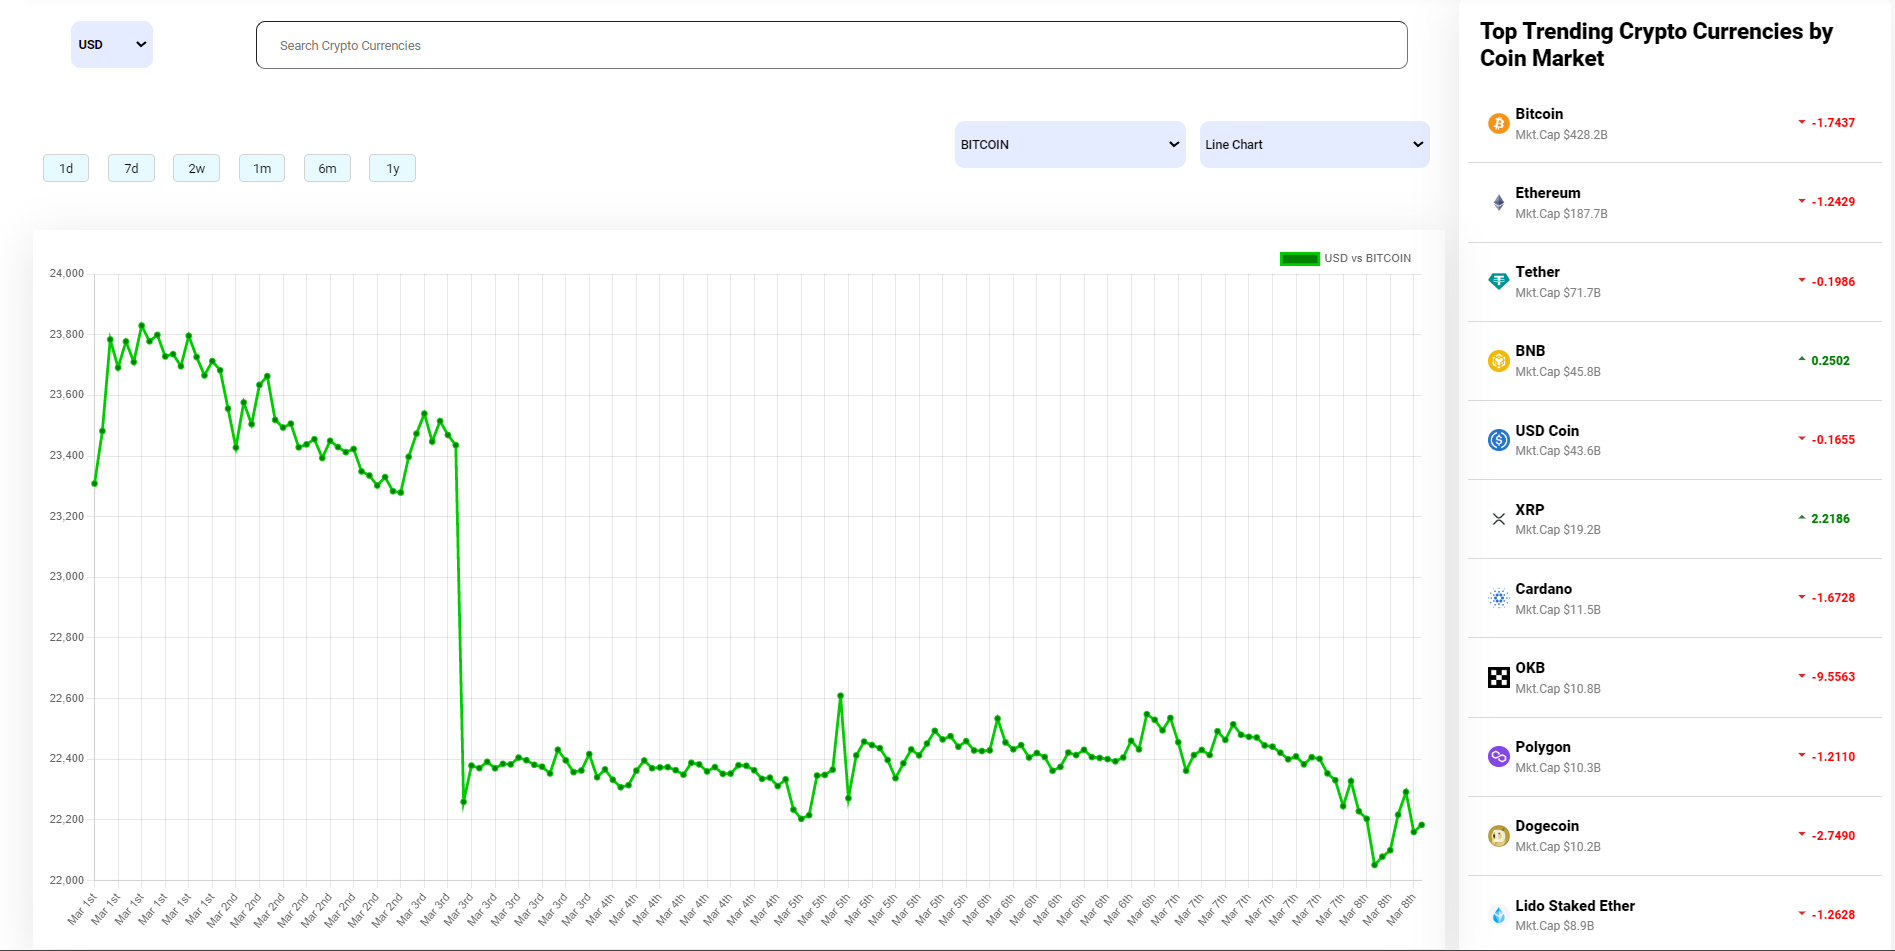 USD
Search Crypto Currencies
1d
7d
2w
1m
6m
1y
BITCOIN
Line Chart
USD vs BITCOIN
24,000
23,800
23,600
23,400
23,200
23,000
22,800
22,600
22,400
22,200
22,000
Mar 1st Mar 1st Mar 1st Mar 1st Mar 1st Mar 1st Mar 2nd Mar 2nd Mar 2nd Mar 2nd Mar 2nd Mar 2nd Mar 2nd Mar 2nd Mar 3rd Mar 3rd Mar 3rd Mar 3rd Mar 3rd Mar 3rd Mar 3rd Mar 3rd Mar 4th Mar 4th Mar 4th Mar 4th Mar 4th Mar 4th Mar 4th Mar 4th Mar 5th Mar 5th Mar 5th Mar 5th Mar 5th Mar 5th Mar 5th Mar 5th Mar 6th Mar 6th Mar 6th Mar 6th Mar 6th Mar 6th Mar 6th Mar 6th Mar 7th Mar 7th Mar 7th Mar 7th Mar 7th Mar 7th Mar 7th Mar 7th Mar 8th Mar 8th Mar 8th
Top Trending Crypto Currencies by
Coin Market
Bitcoin
Mkt.Cap $428.2B
-1.7437
Ethereum
Mkt.Cap $187.7B
-1.2429
Tether
Mkt.Cap $71.7B
-0.1986
BNB
Mkt.Cap $45.8B
0.2502
USD Coin
Mkt.Cap $43.6B
-0.1655
XRP
Mkt.Cap $19.2B
2.2186
Cardano
Mkt.Cap $11.5B
-1.6728
OKB
Mkt.Cap $10.8B
-9.5563
Polygon
Mkt.Cap $10.3B
-1.2110
Dogecoin
Mkt.Cap $10.2B
-2.7490
Lido Staked Ether
Mkt.Cap $8.9B
-1.2628